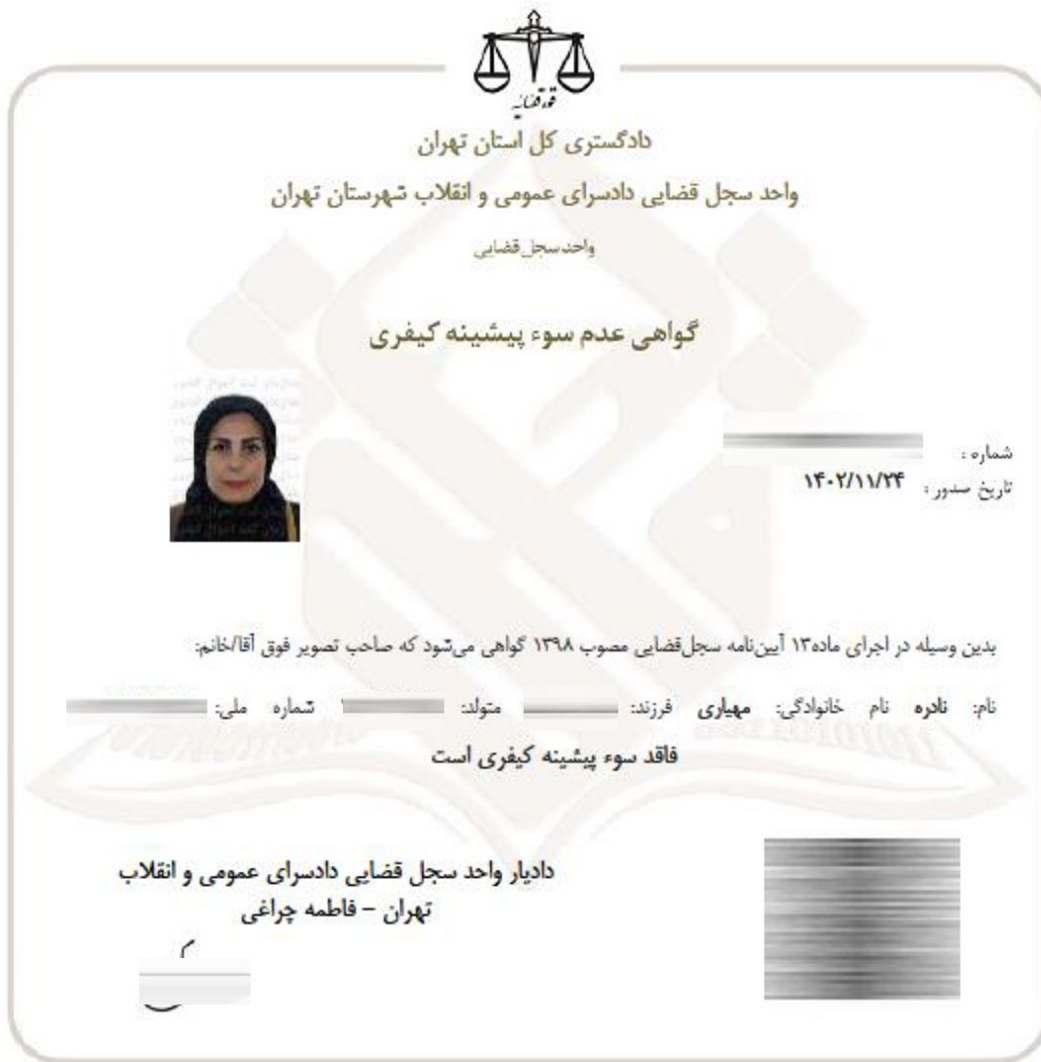 قوه قضائیه
دادگستری کل استان تهران
واحد سجل قضایی دادسرای عمومی و انقلاب شهرستان تهران
واحدسجل_قضایی
گواهی عدم سوء پیشینه کیفری
شماره :
تاریخ صدور : ۱۴۰۲/۱۱/۲۴
بدین وسیله در اجرای ماده۱۳ آیین‌نامه سجل‌قضایی مصوب ۱۳۹۸ گواهی می‌شود که صاحب تصویر فوق آقا/خانم:
نام: نادره نام خانوادگی: مهیاری فرزند: متولد: شماره ملی:
فاقد سوء پیشینه کیفری است
دادیار واحد سجل قضایی دادسرای عمومی و انقلاب
تهران - فاطمه چراغی